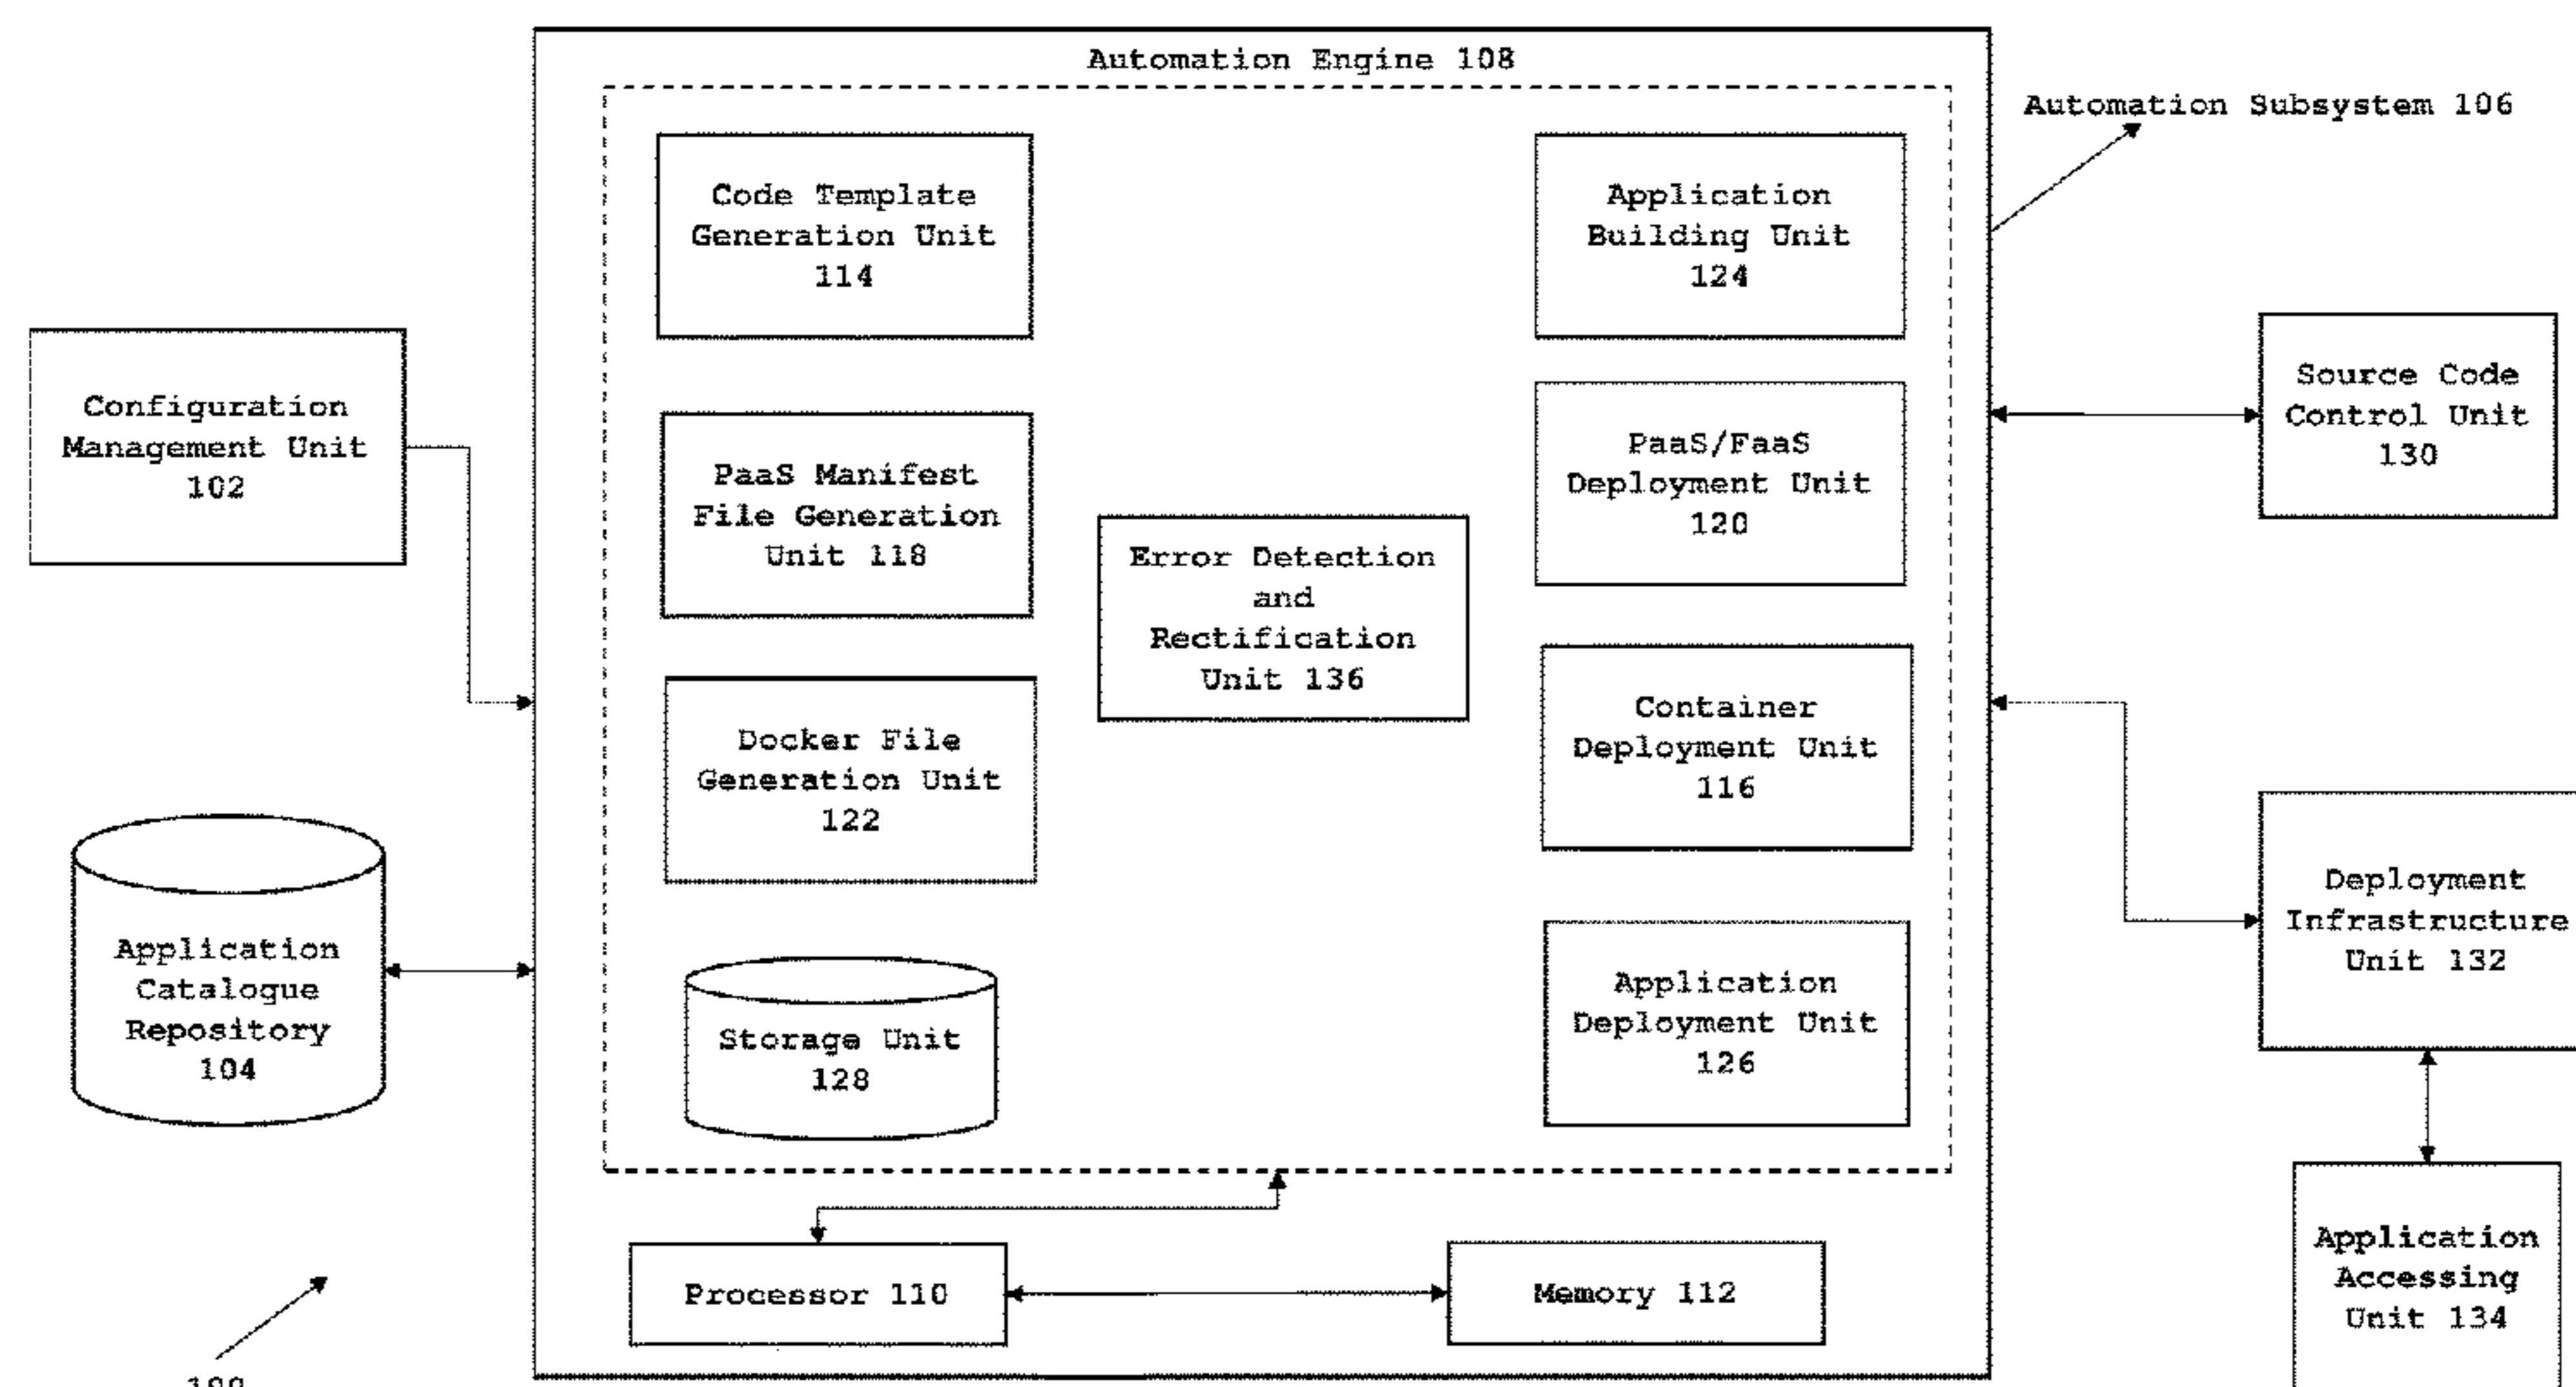 Automation Engine 108
Automation Subsystem 106
Code Template
Generation Unit
114
Application
Building Unit
124
Configuration
Management Unit
102
PaaS Manifest
File Generation
Unit 118
Error Detection
and
Rectification
Unit 136
PaaS/FaaS
Deployment Unit
120
Source Code
Control Unit
130
Docker File
Generation Unit
122
Container
Deployment Unit
116
Application
Catalogue
Repository
104
Storage Unit
128
Application
Deployment Unit
126
Deployment
Infrastructure
Unit 132
Processor 110
Memory 112
Application
Accessing
Unit 134